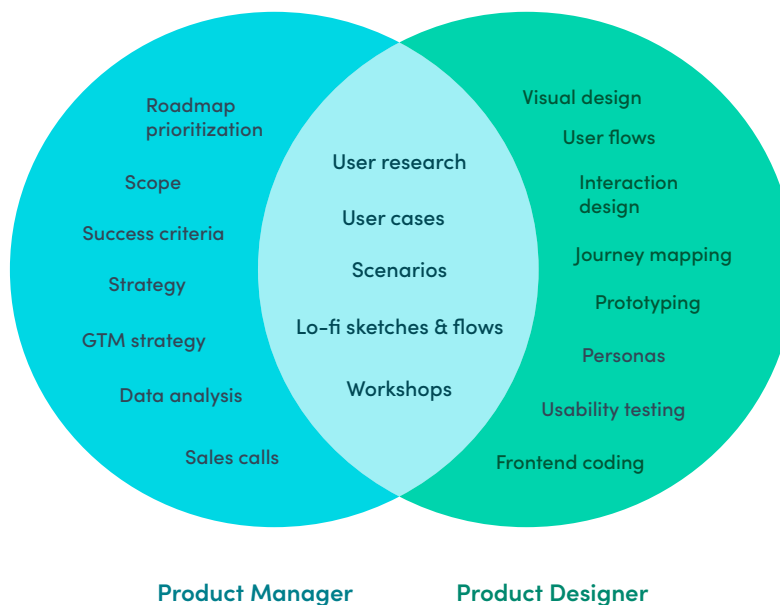 Roadmap
prioritization
Scope
Success criteria
Strategy
GTM strategy
Data analysis
Sales calls
User research
User cases
Scenarios
Lo-fi sketches & flows
Workshops
Visual design
User flows
Interaction
design
Journey mapping
Prototyping
Personas
Usability testing
Frontend coding
Product Manager
Product Designer